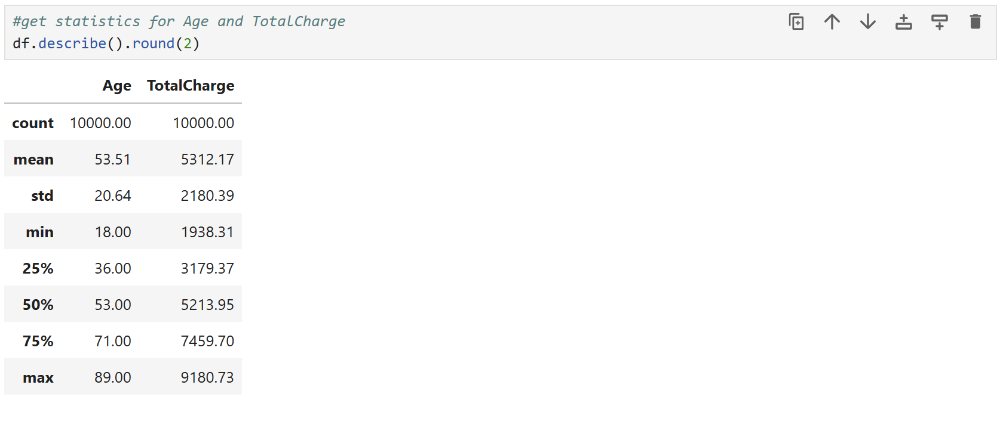 #get statistics for Age and TotalCharge
df.describe().round(2)
Age TotalCharge
count 10000.00 10000.00
mean 53.51 5312.17
std 20.64 2180.39
min 18.00 1938.31
25% 36.00 3179.37
50% 53.00 5213.95
75% 71.00 7459.70
max 89.00 9180.73